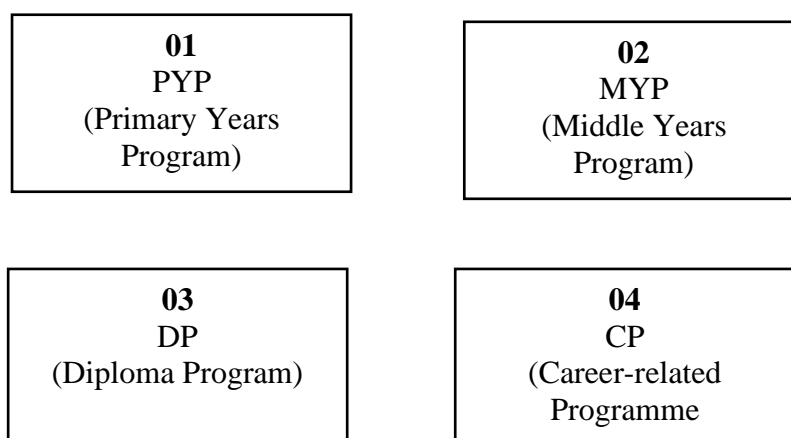 01
PYP
(Primary Years
Program)
02
MYP
(Middle Years
Program)
03
DP
(Diploma Program)
04
CP
(Career-related
Programme